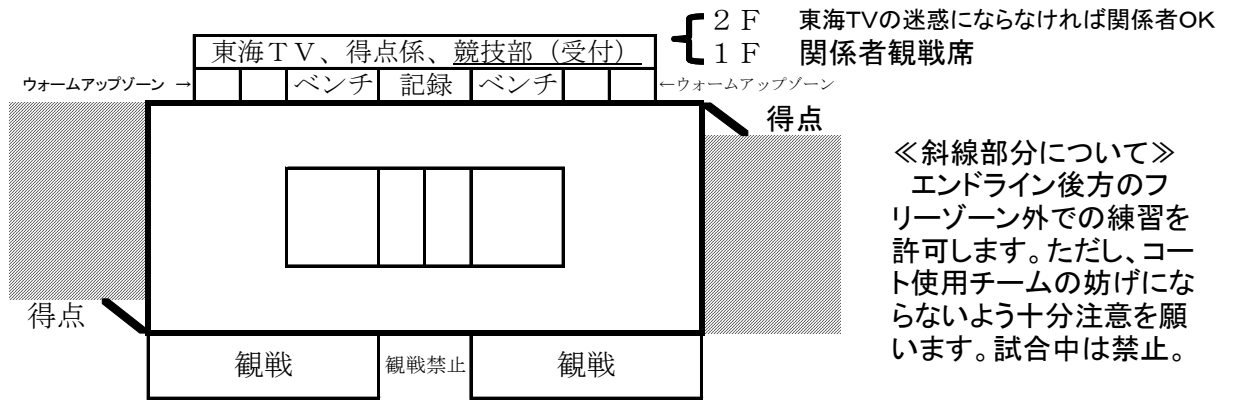 ２Ｆ　東海TVの迷惑にならなければ関係者OK
東海ＴＶ、得点係、競技部（受付）
１Ｆ　関係者観戦席
ウォームアップゾーン →
ベンチ　記録　ベンチ
←ウォームアップゾーン
得点
≪斜線部分について≫
エンドライン後方のフ
リーゾーン外での練習を
許可します。ただし、コー
ト使用チームの妨げにな
らないよう十分注意を願
います。試合中は禁止。
得点
観戦　観戦禁止　観戦